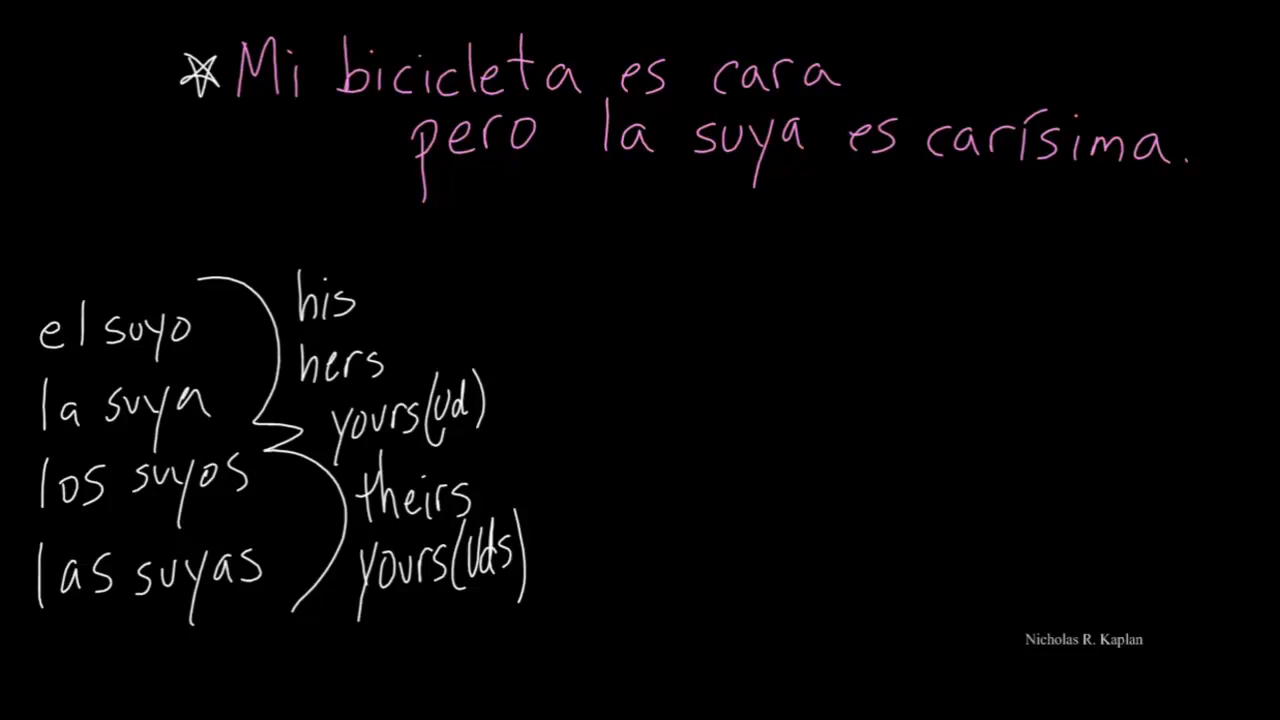 Mi bicicleta es cara
pero la suya es carísima.
el suyo
la suya
los suyos
las suyas
his
hers
yours (Ud)
theirs
yours (Uds)
Nicholas R. Kaplan